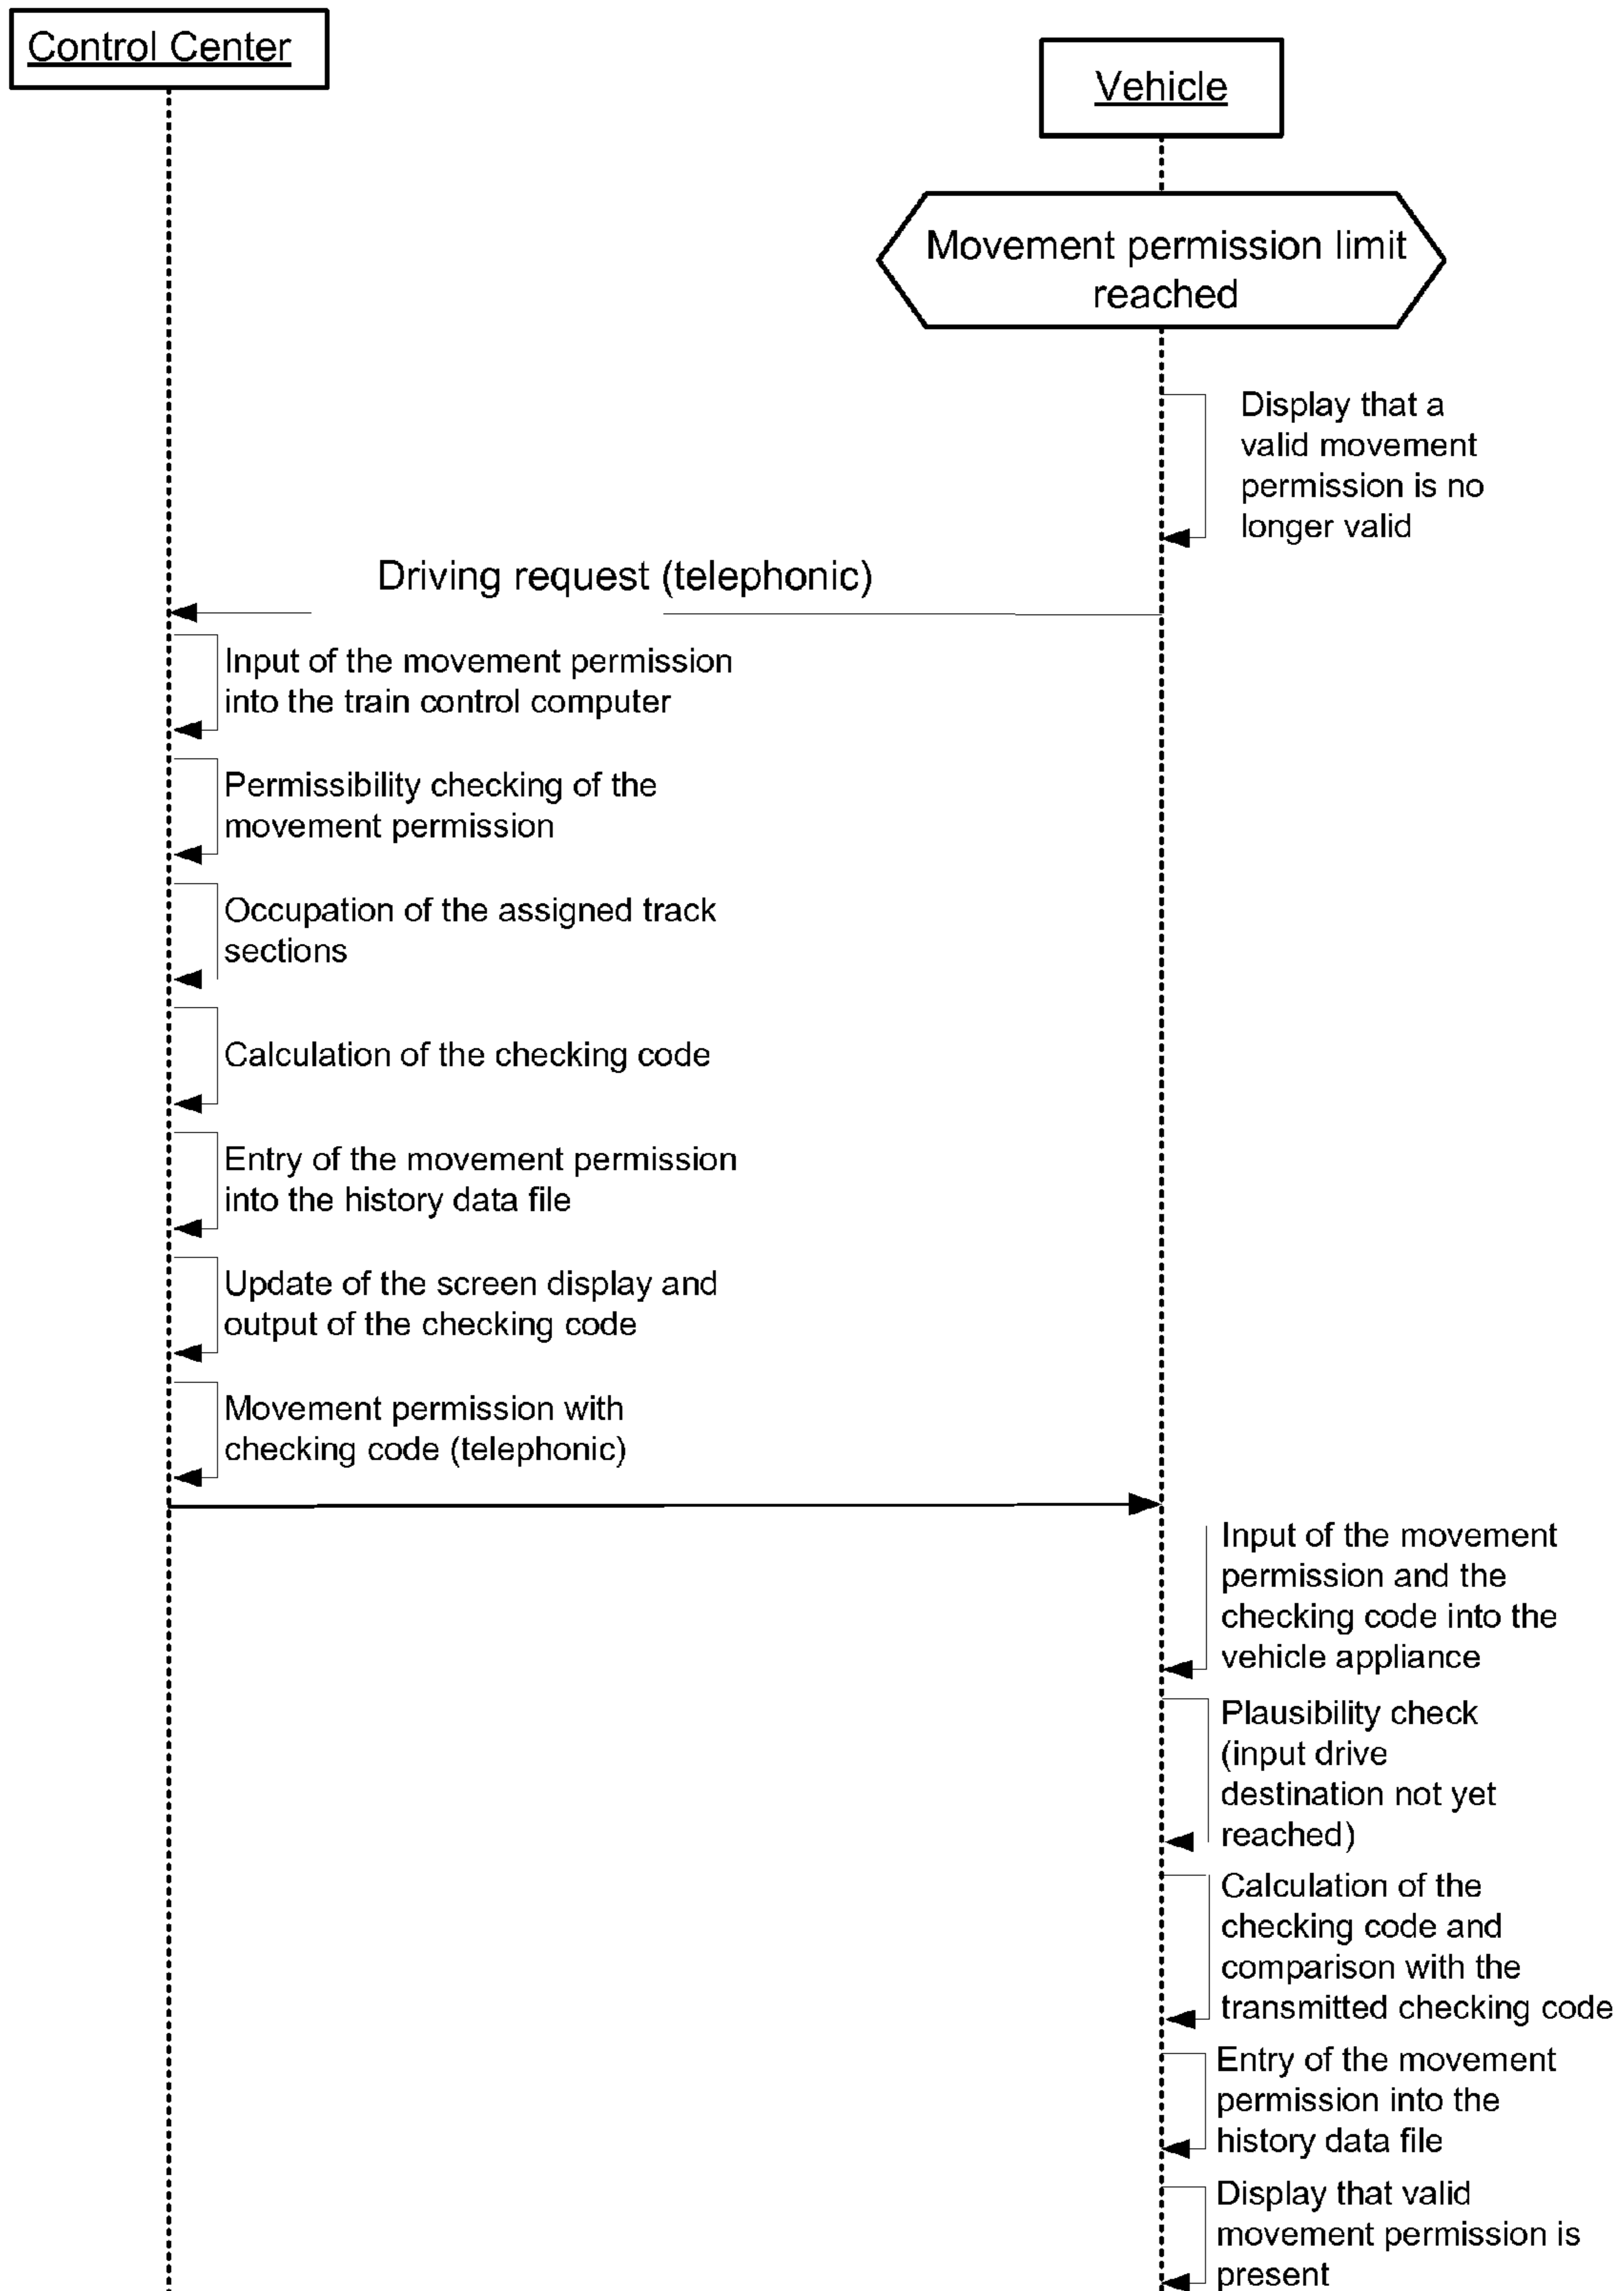 Control Center
Vehicle
Movement permission limit
reached
Display that a
valid movement
permission is no
longer valid
Driving request (telephonic)
Input of the movement permission
into the train control computer
Permissibility checking of the
movement permission
Occupation of the assigned track
sections
Calculation of the checking code
Entry of the movement permission
into the history data file
Update of the screen display and
output of the checking code
Movement permission with
checking code (telephonic)
Input of the movement
permission and the
checking code into the
vehicle appliance
Plausibility check
(input drive
destination not yet
reached)
Calculation of the
checking code and
comparison with the
transmitted checking code
Entry of the movement
permission into the
history data file
Display that valid
movement permission is
present